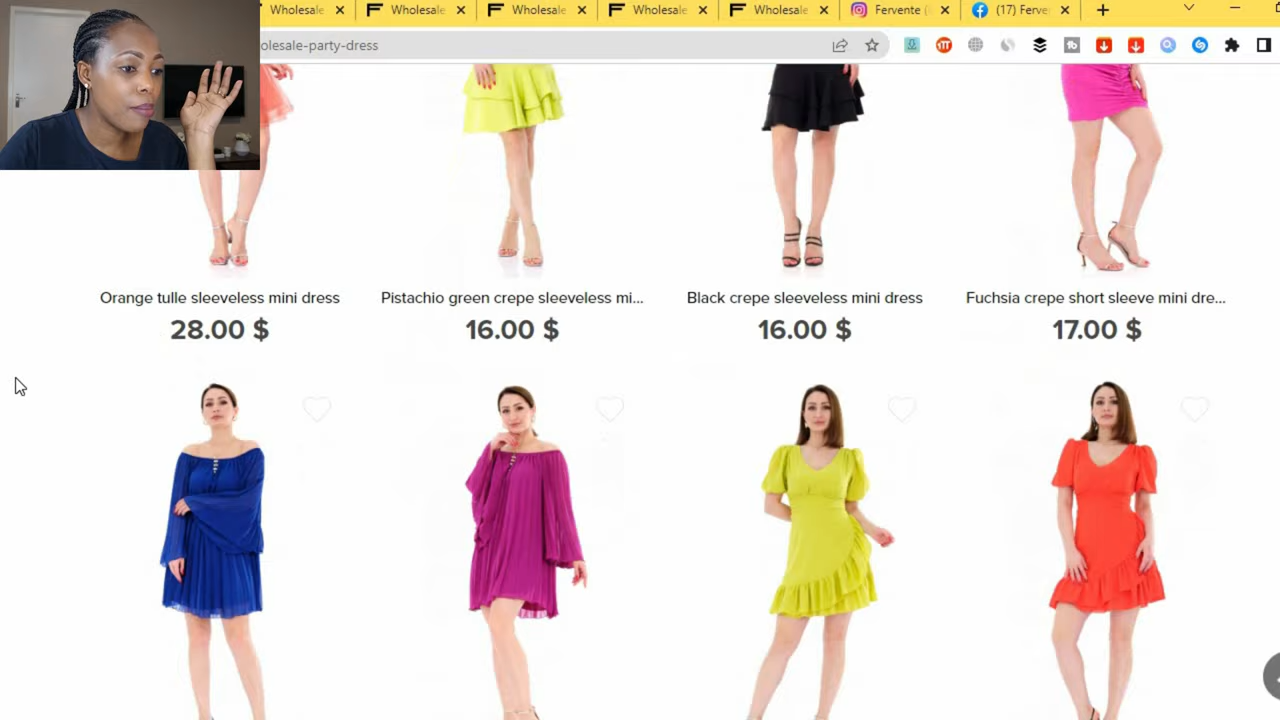 Wholesale
Wholesale
Wholesale
Wholesale
Wholesale
Fervente (
(17) Ferve
olesale-party-dress
Orange tulle sleeveless mini dress
Pistachio green crepe sleeveless mi...
Black crepe sleeveless mini dress
Fuchsia crepe short sleeve mini dre...
28.00 $
16.00 $
16.00 $
17.00 $